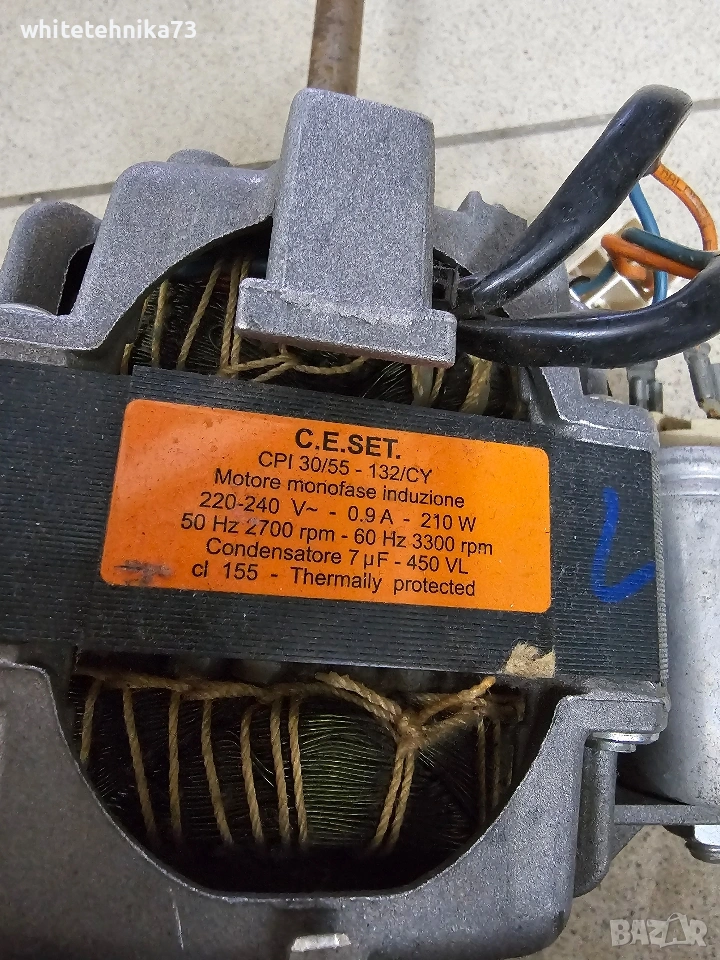 whitetehnika73
C.E.SET.
CPI 30/55 - 132/CY
Motore monofase induzione
220-240 V~ - 0.9 A - 210 W
50 Hz 2700 rpm - 60 Hz 3300 rpm
Condensatore 7 µF - 450 VL
cl 155 - Thermally protected
BAZAR